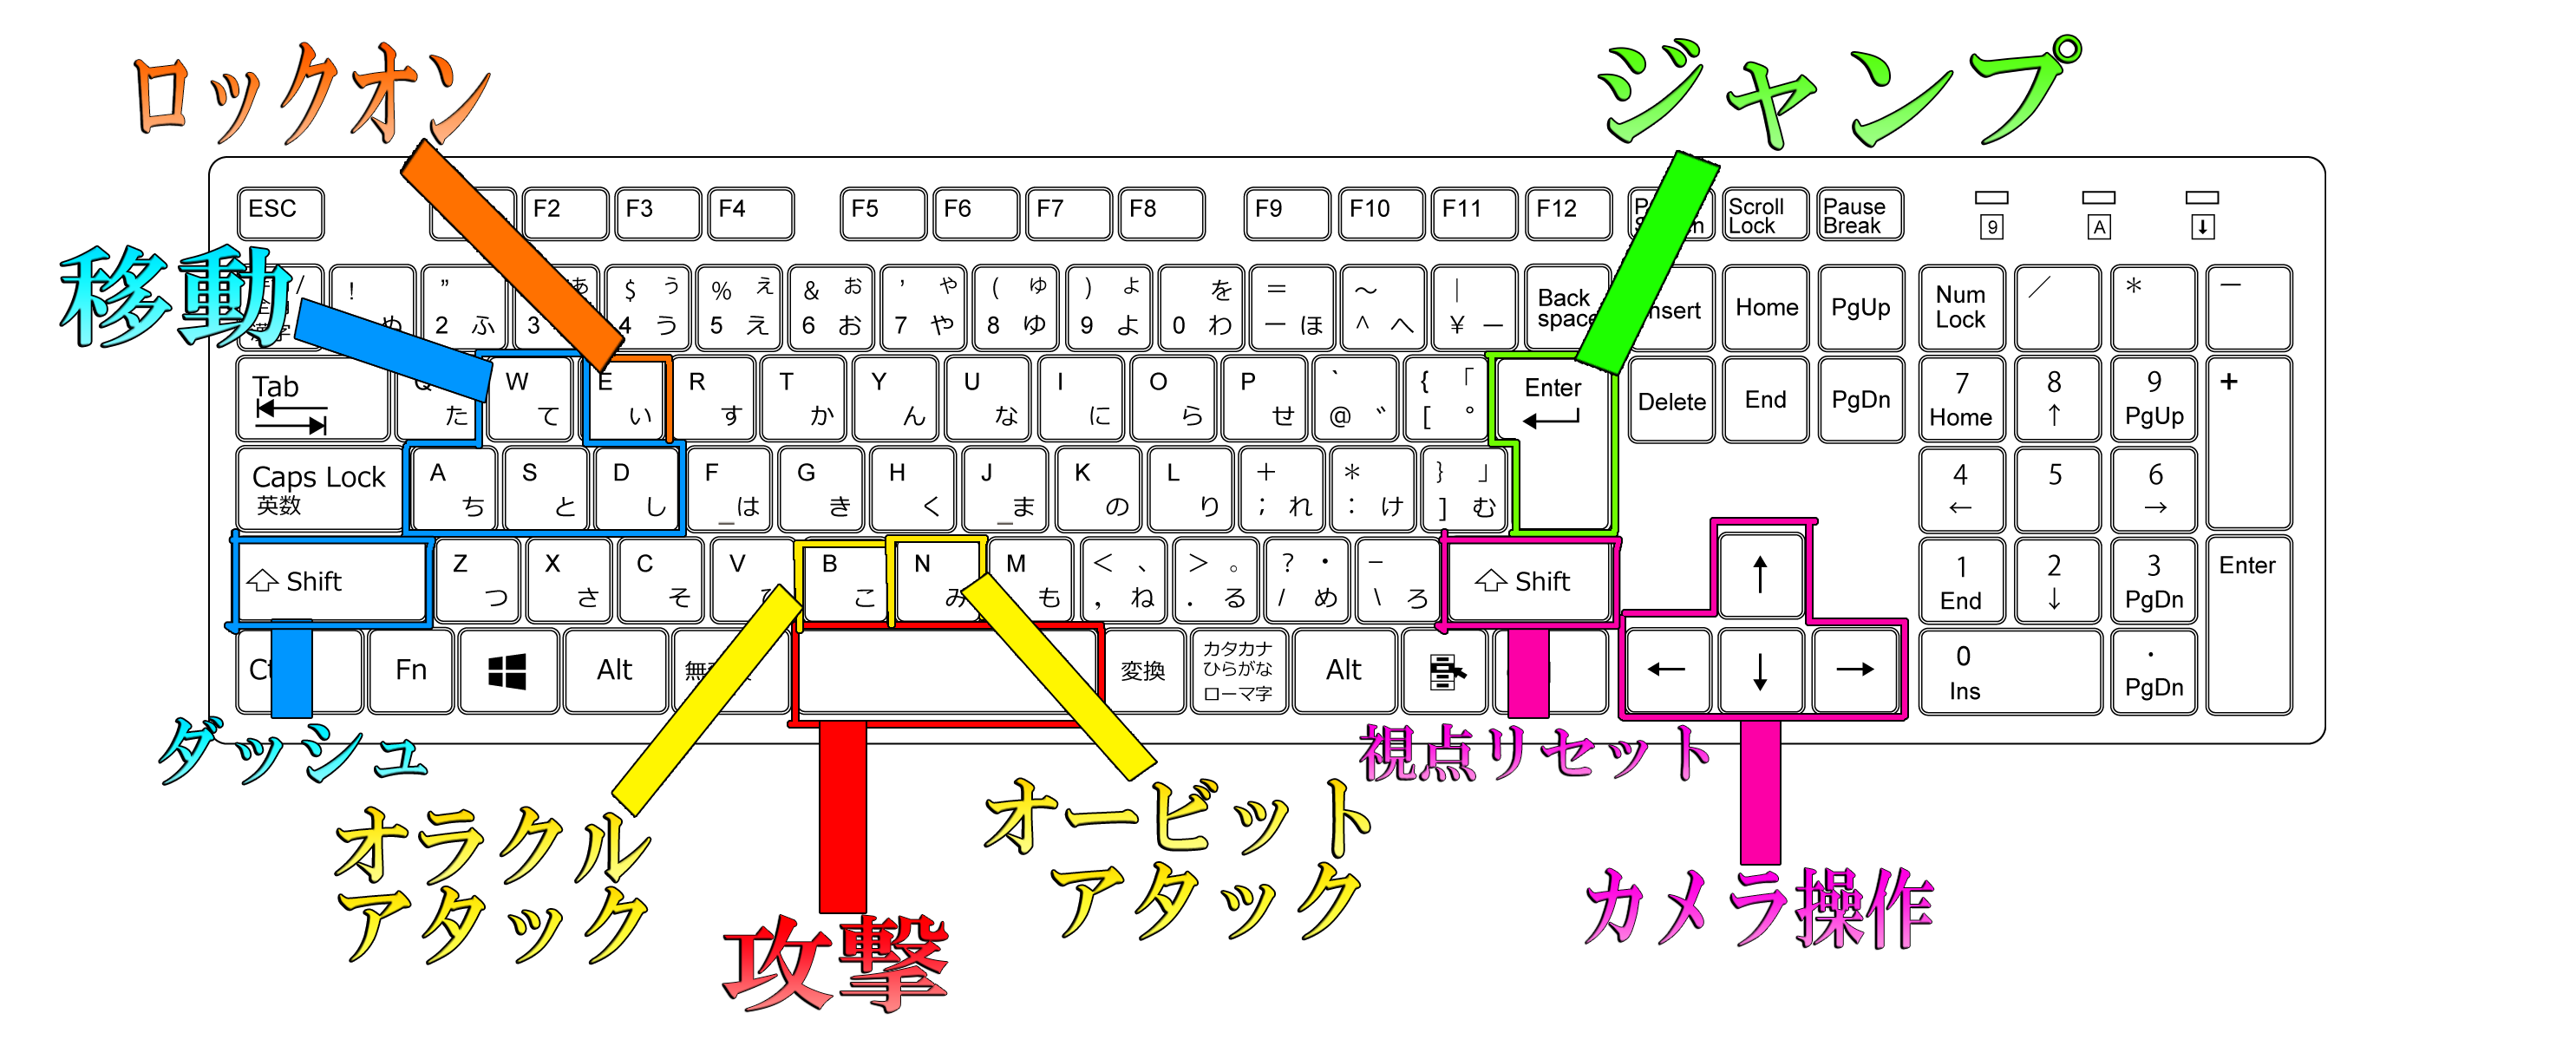 ロックオン
ジャンプ
ESC F2 F3 F4 F5 F6 F7 F8 F9 F10 F11 F12 Scroll Lock Pause Break
9 A ↓
移動
! " あ $ う % え & お ' や ( ゆ ) よ を = ～ | Back space Home PgUp Num Lock / * −
2 ふ 3 4 う 5 え 6 お 7 や 8 ゆ 9 よ 0 わ ー ほ ^ へ ¥ ー
Tab Q W E R T Y U I O P ` { 「 Enter Delete End PgDn 7 Home 8 ↑ 9 PgUp +
た て い す か ん な に ら せ @ ゛ [ ゜
Caps Lock 英数 A S D F G H J K L + * } 」 4 ← 5 6 →
ち と し は き く ま の り ; れ : け ] む
Shift Z X C V B N M < 、 > 。 ? ・ − Shift ↑ 1 End 2 ↓ 3 PgDn Enter
つ さ そ こ み も , ね . る / め \ ろ
Fn Alt 変換 カタカナ ひらがな ローマ字 Alt ← ↓ → 0 Ins . PgDn
ダッシュ
視点リセット
オラクル
アタック
オービット
アタック
攻撃
カメラ操作